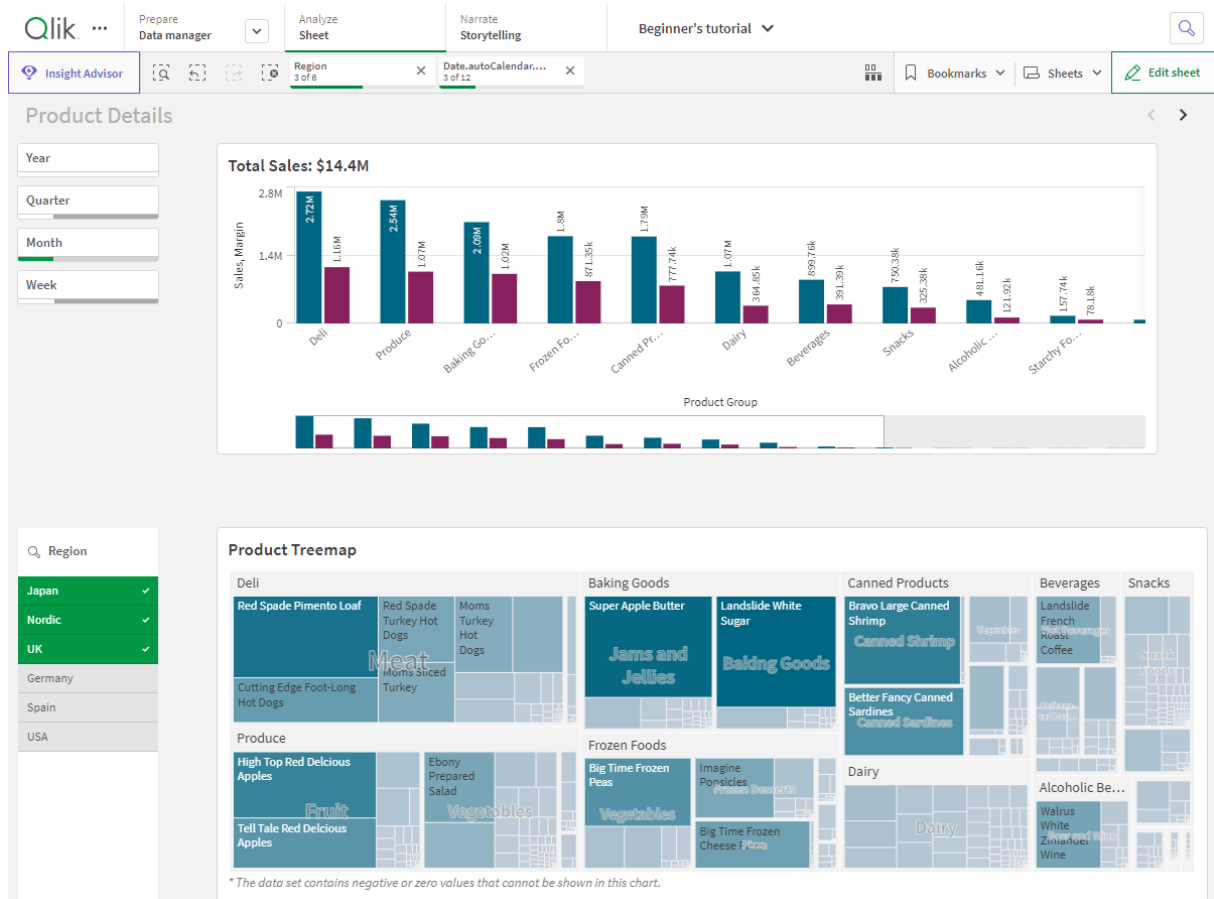 Qlik
Prepare
Data manager
Analyze
Sheet
Narrate
Storytelling
Beginner's tutorial
Insight Advisor
Region
3 of 6
Date.autoCalendar....
3 of 12
Bookmarks
Sheets
Edit sheet
Product Details
Year
Quarter
Month
Week
Total Sales: $14.4M
Sales, Margin
2.8M
1.4M
0
2.72M
1.16M
2.54M
1.07M
2.09M
1.02M
1.8M
871.35k
1.79M
777.74k
1.07M
364.85k
899.76k
391.39k
750.38k
325.38k
481.16k
121.92k
157.74k
78.18k
Deli
Produce
Baking Go...
Frozen Fo...
Canned Pr...
Dairy
Beverages
Snacks
Alcoholic ...
Starchy Fo...
Product Group
Region
Japan
Nordic
UK
Germany
Spain
USA
Product Treemap
Deli
Red Spade Pimento Loaf
Red Spade
Turkey Hot
Dogs
Moms
Turkey
Hot
Dogs
Meat
Moms Sliced
Turkey
Cutting Edge Foot-Long
Hot Dogs
Produce
High Top Red Delcious
Apples
Fruit
Tell Tale Red Delcious
Apples
Ebony
Prepared
Salad
Vegetables
Baking Goods
Super Apple Butter
Jams and
Jellies
Landslide White
Sugar
Baking Goods
Frozen Foods
Big Time Frozen
Peas
Vegetables
Imagine
Popsicles
Frozen Desserts
Big Time Frozen
Cheese Pizza
Pizza
Canned Products
Bravo Large Canned
Shrimp
Canned Shrimp
Vegetables
Better Fancy Canned
Sardines
Canned Sardines
Dairy
Dairy
Beverages
Landslide
French
Roast
Coffee
Snacks
Snack
Foods
Alcoholic Be...
Walrus
White
Zinfandel
Wine
Beer and Wine
* The data set contains negative or zero values that cannot be shown in this chart.